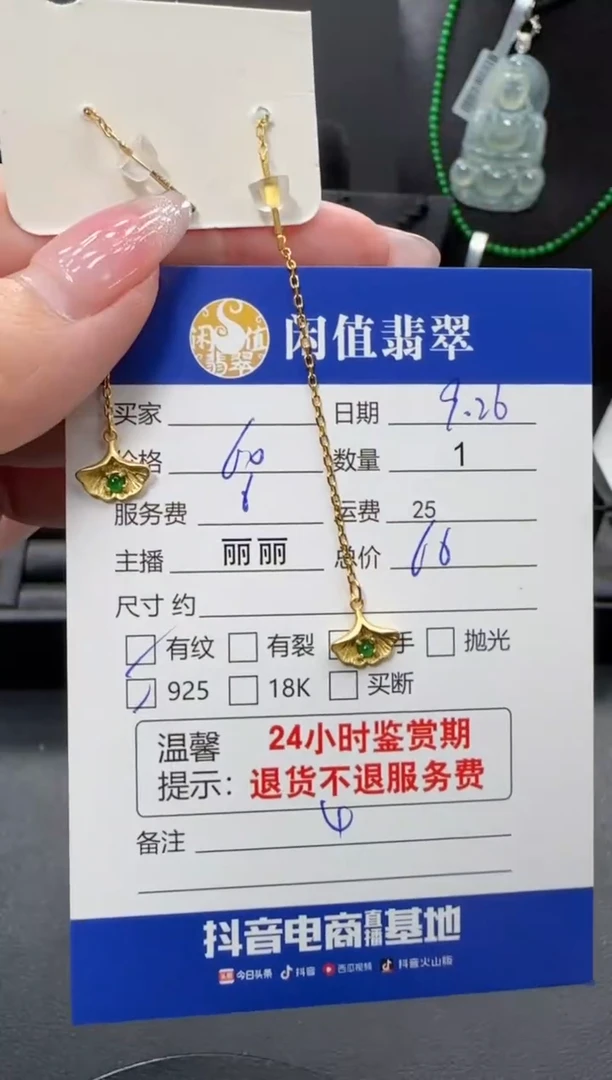 闲值翡翠
闲值翡翠
买家 日期 9.26
价格 60 数量 1
服务费 6 运费 25
主播 丽丽 总价 66
尺寸 约
有纹 有裂 手 抛光
925 18K 买断
温馨 24小时鉴赏期
提示: 退货不退服务费
6
备注
抖音电商直播基地
头条 今日头条 抖音 西瓜视频 抖音火山版